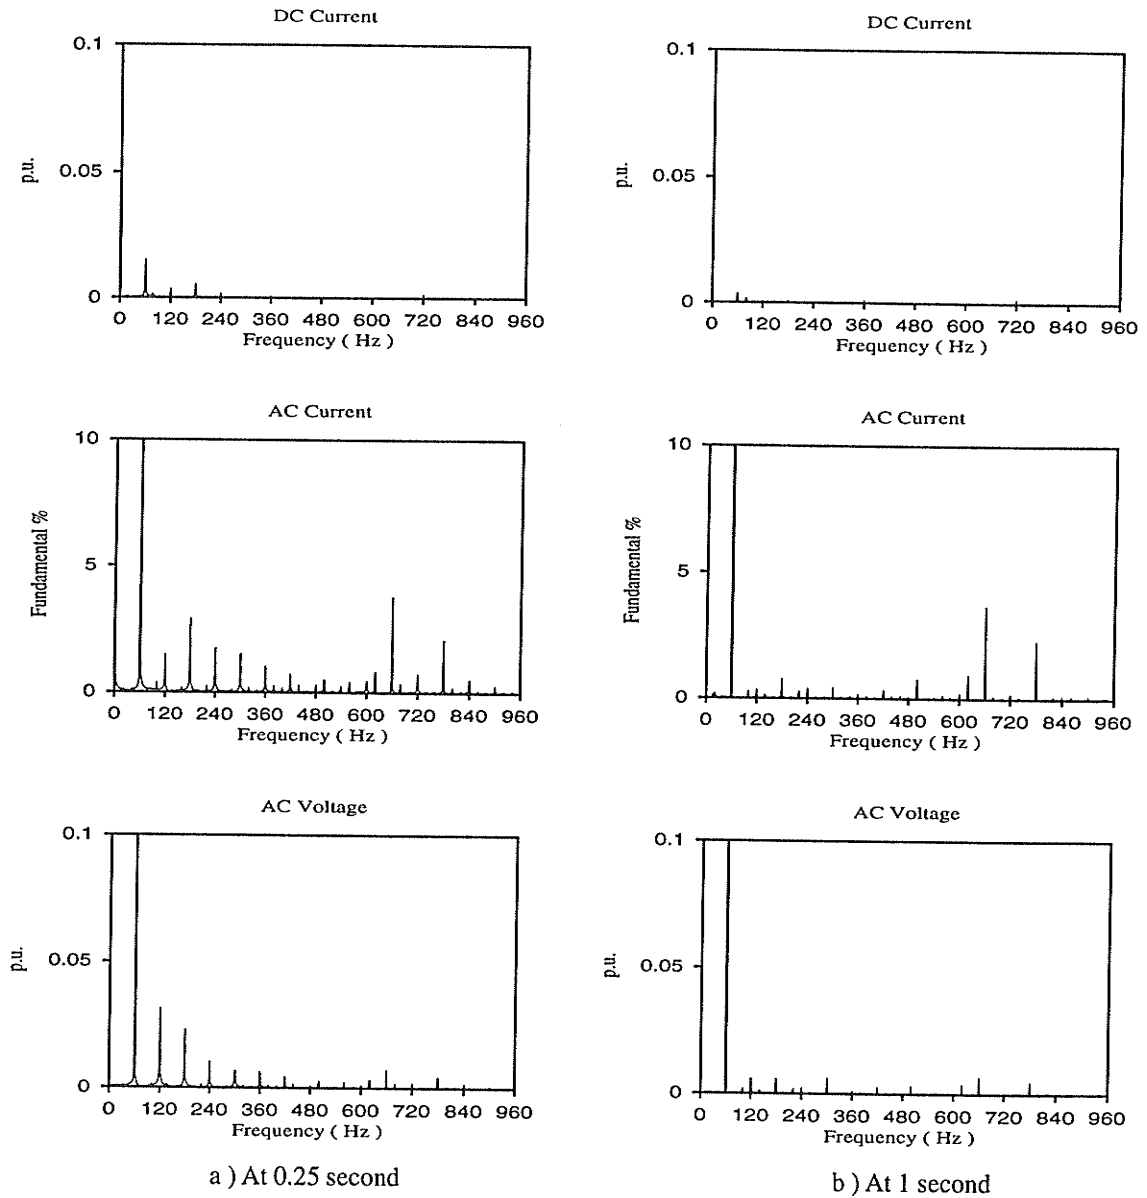 DC Current
0.1
0.05
0
p.u.
0 120 240 360 480 600 720 840 960
Frequency ( Hz )
DC Current
0.1
0.05
0
p.u.
0 120 240 360 480 600 720 840 960
Frequency ( Hz )
AC Current
10
5
0
Fundamental %
0 120 240 360 480 600 720 840 960
Frequency ( Hz )
AC Current
10
5
0
Fundamental %
0 120 240 360 480 600 720 840 960
Frequency ( Hz )
AC Voltage
0.1
0.05
0
p.u.
0 120 240 360 480 600 720 840 960
Frequency ( Hz )
AC Voltage
0.1
0.05
0
p.u.
0 120 240 360 480 600 720 840 960
Frequency ( Hz )
a ) At 0.25 second
b ) At 1 second